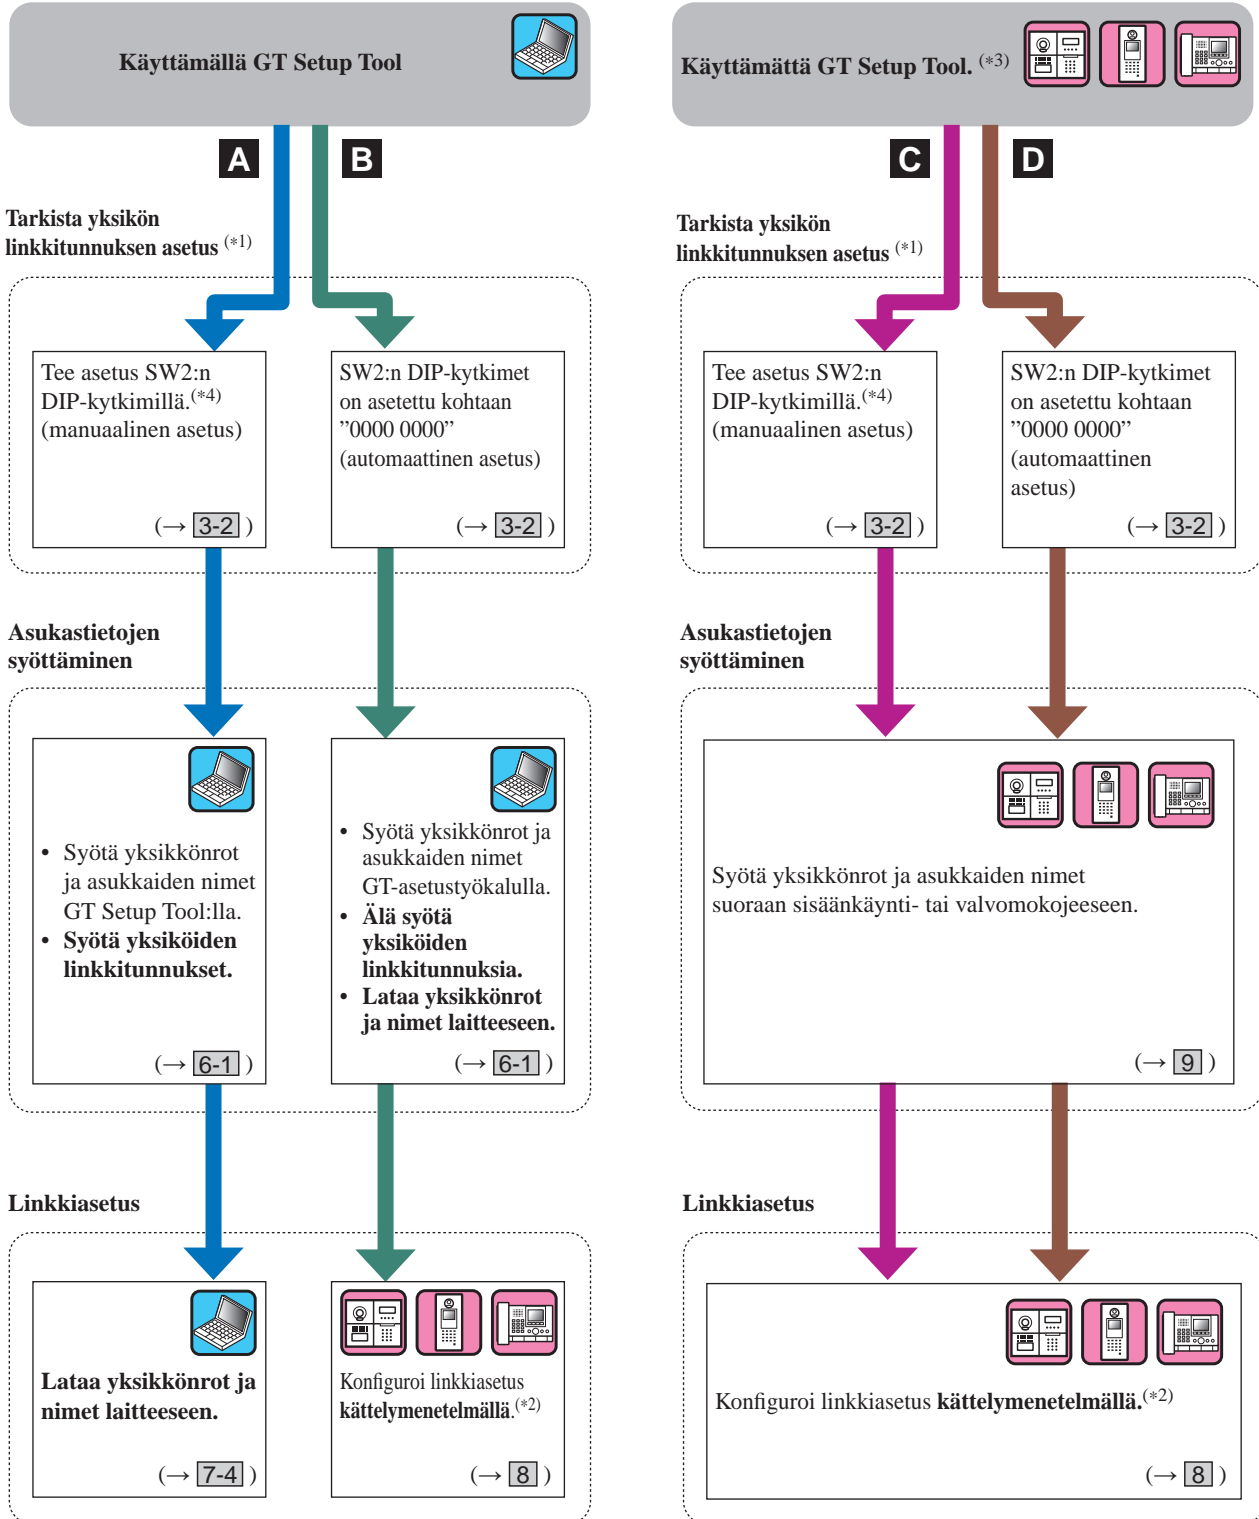 Käyttämällä GT Setup Tool
Käyttämättä GT Setup Tool. (*3)
A
B
C
D
Tarkista yksikön
linkkitunnuksen asetus (*1)
Tarkista yksikön
linkkitunnuksen asetus (*1)
Tee asetus SW2:n
DIP-kytkimillä.(*4)
(manuaalinen asetus)
(→ 3-2 )
SW2:n DIP-kytkimet
on asetettu kohtaan
”0000 0000”
(automaattinen asetus)
(→ 3-2 )
Tee asetus SW2:n
DIP-kytkimillä.(*4)
(manuaalinen asetus)
(→ 3-2 )
SW2:n DIP-kytkimet
on asetettu kohtaan
”0000 0000”
(automaattinen
asetus)
(→ 3-2 )
Asukastietojen
syöttäminen
Asukastietojen
syöttäminen
• Syötä yksikkönrot
ja asukkaiden nimet
GT Setup Tool:lla.
• Syötä yksiköiden
linkkitunnukset.
(→ 6-1 )
• Syötä yksikkönrot ja
asukkaiden nimet
GT-asetustyökalulla.
• Älä syötä
yksiköiden
linkkitunnuksia.
• Lataa yksikkönrot
ja nimet laitteeseen.
(→ 6-1 )
Syötä yksikkönrot ja asukkaiden nimet
suoraan sisäänkäynti- tai valvomokojeeseen.
(→ 9 )
Linkkiasetus
Linkkiasetus
Lataa yksikkönrot ja
nimet laitteeseen.
(→ 7-4 )
Konfiguroi linkkiasetus
kättelymenetelmällä.(*2)
(→ 8 )
Konfiguroi linkkiasetus kättelymenetelmällä.(*2)
(→ 8 )